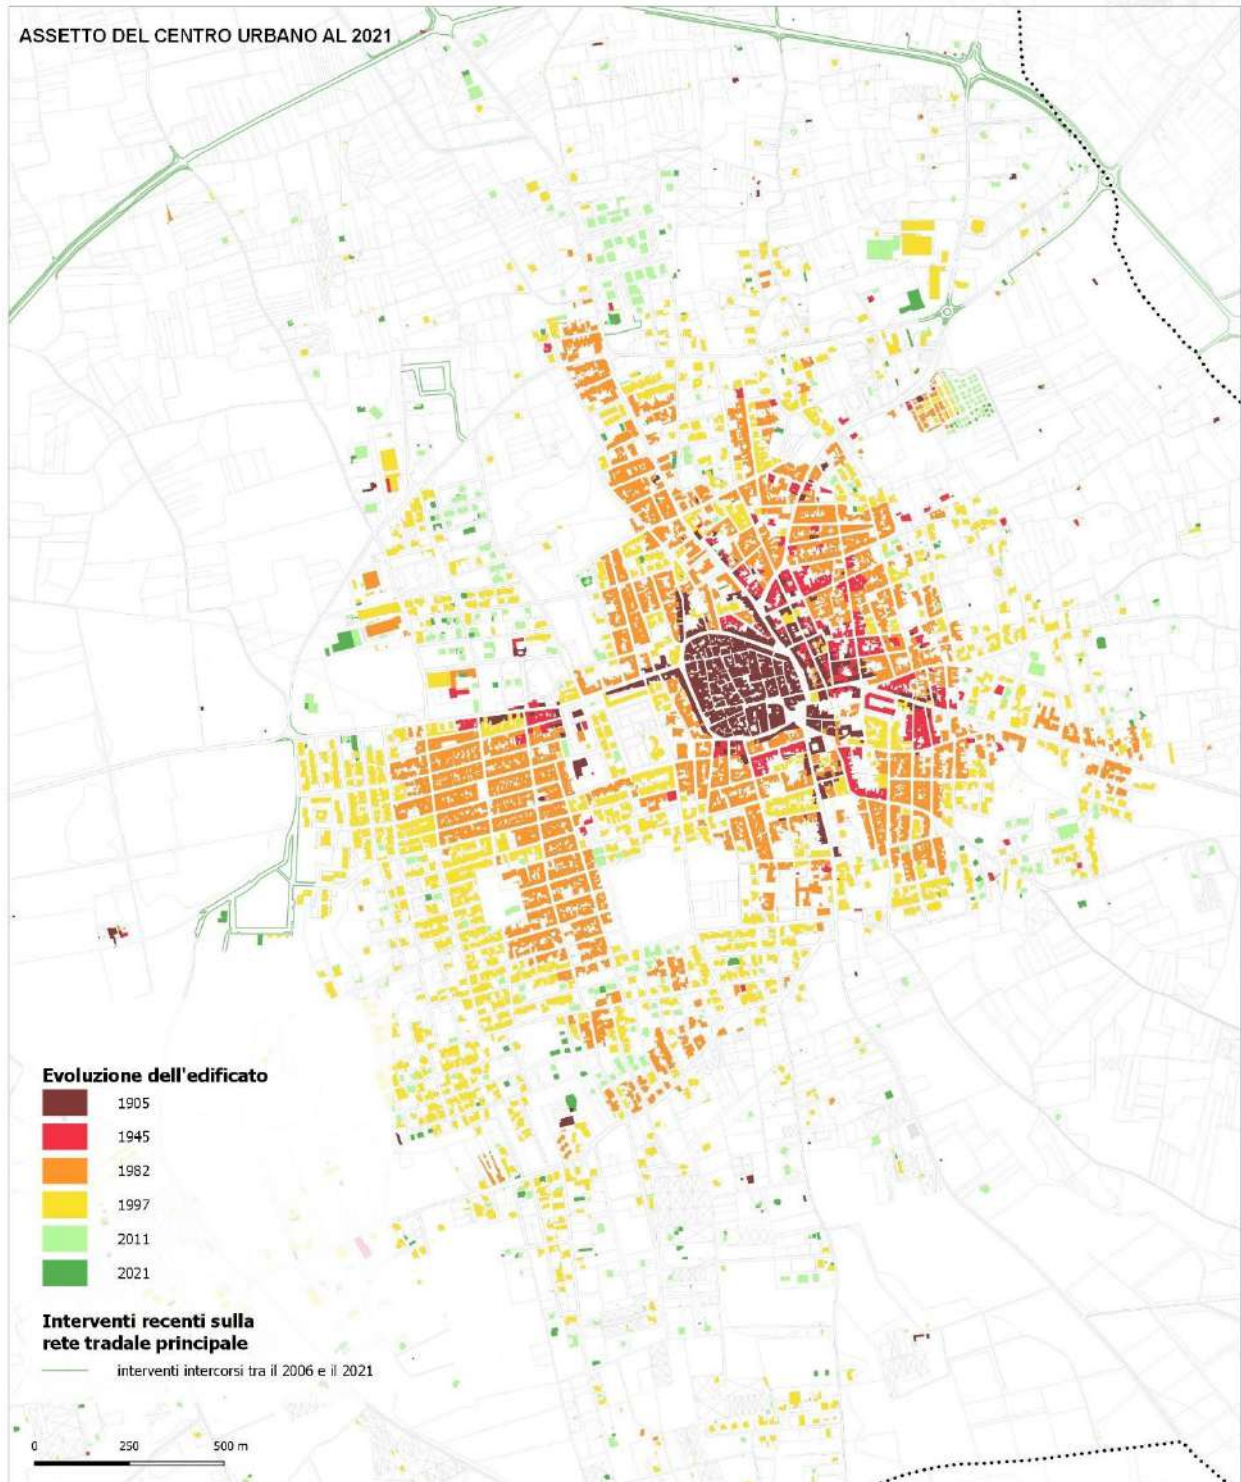 ASSETTO DEL CENTRO URBANO AL 2021
Evoluzione dell'edificato
1905
1945
1982
1997
2011
2021
Interventi recenti sulla
rete tradale principale
interventi intercorsi tra il 2006 e il 2021
0 250 500 m